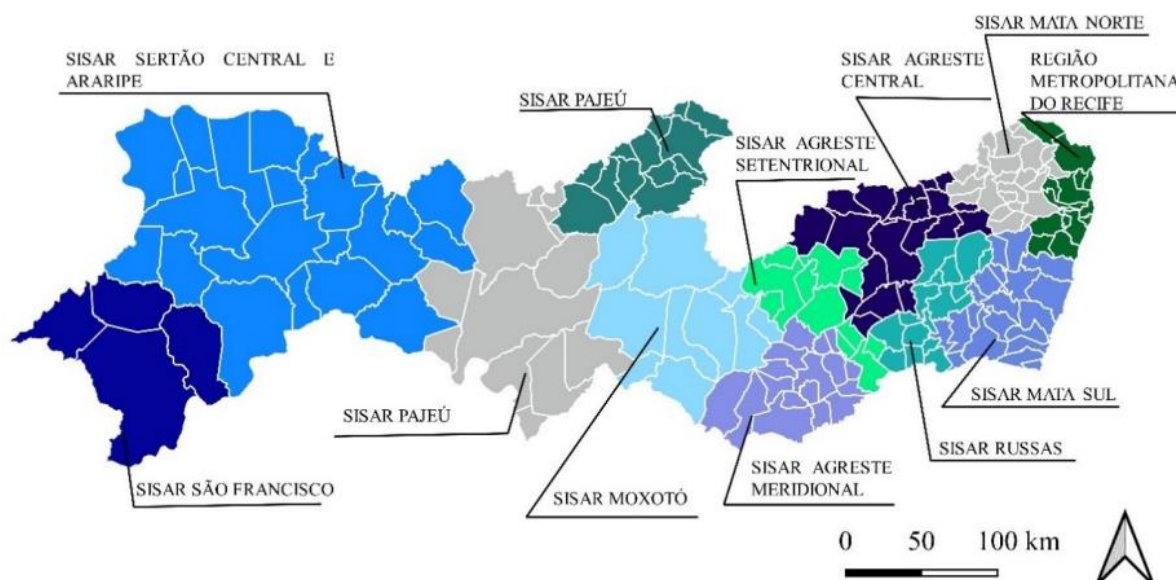 SISAR MATA NORTE
SISAR SERTÃO CENTRAL E
ARARIPE
SISAR AGRESTE
CENTRAL
REGIÃO
METROPOLITANA
DO RECIFE
SISAR PAJEÚ
SISAR AGRESTE
SETENTRIONAL
SISAR PAJEÚ
SISAR MATA SUL
SISAR RUSSAS
SISAR AGRESTE
MERIDIONAL
SISAR SÃO FRANCISCO
SISAR MOXOTÓ
0 50 100 km